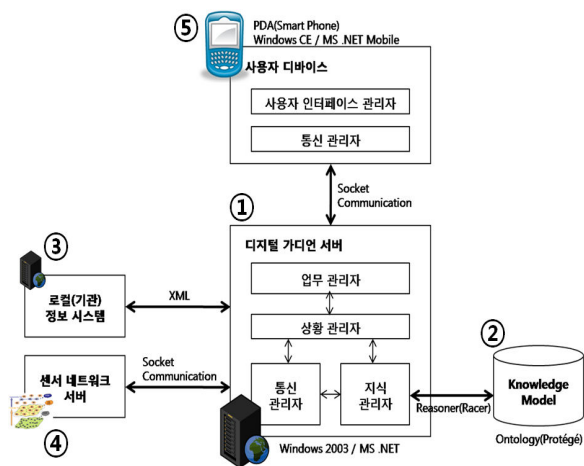 ⑤
PDA(Smart Phone)
Windows CE / MS .NET Mobile
사용자 디바이스
사용자 인터페이스 관리자
통신 관리자
Socket
Communication
①
디지털 가디언 서버
업무 관리자
상황 관리자
통신
관리자
지식
관리자
Windows 2003 / MS .NET
③
로컬(기관)
정보 시스템
XML
센서 네트워크
서버
④
Socket
Communication
②
Knowledge
Model
Reasoner(Racer)
Ontology(Protégé)